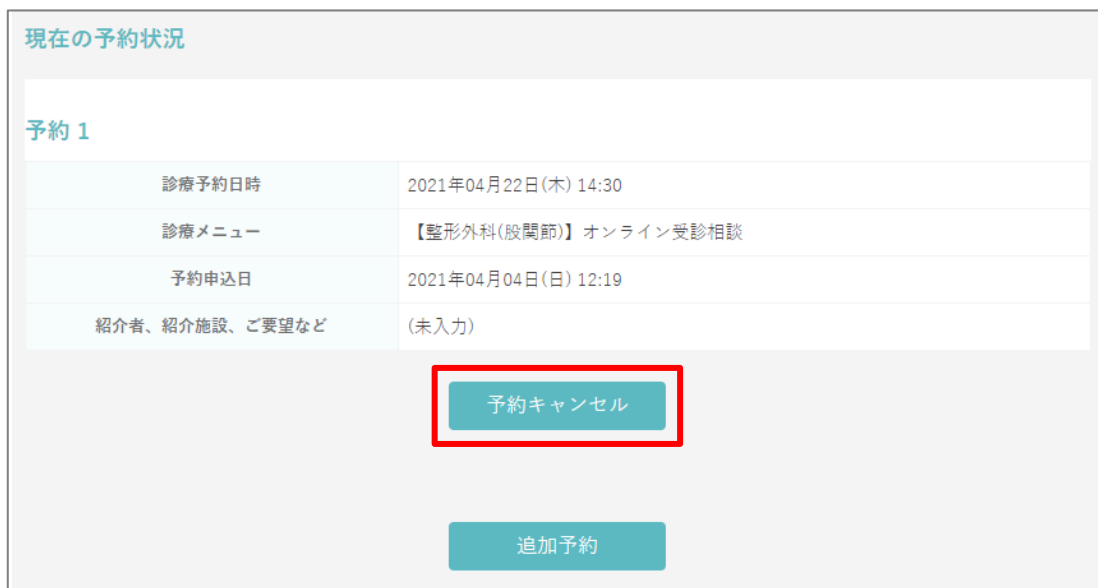 現在の予約状況
予約 1
診療予約日時 2021年04月22日(木) 14:30
診療メニュー 【整形外科(股関節)】オンライン受診相談
予約申込日 2021年04月04日(日) 12:19
紹介者、紹介施設、ご要望など (未入力)
予約キャンセル
追加予約